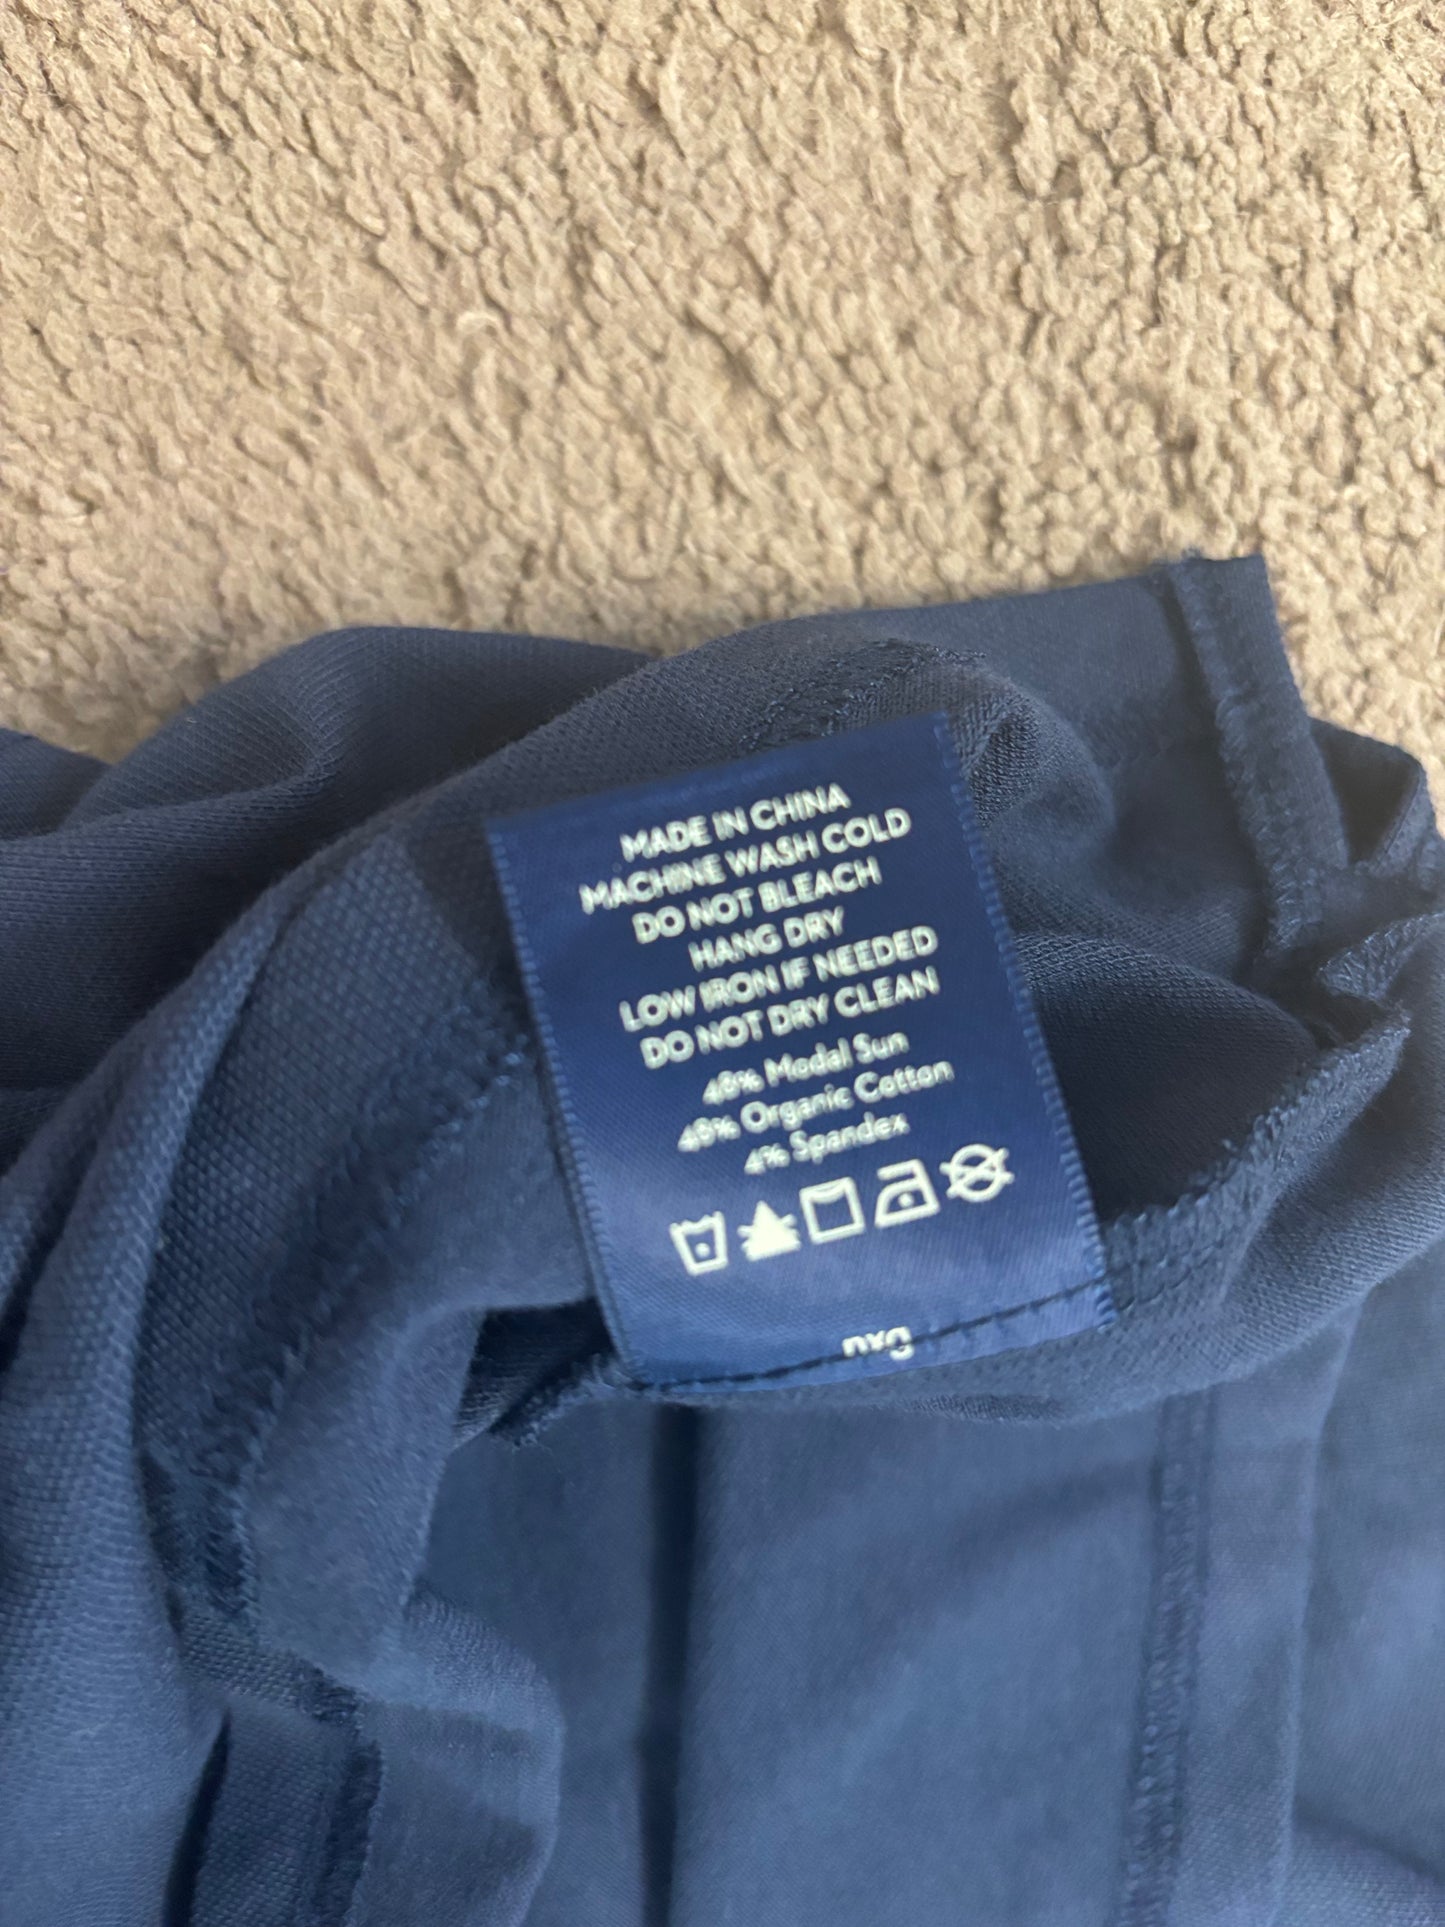 MADE IN CHINA
MACHINE WASH COLD
DO NOT BLEACH
HANG DRY
LOW IRON IF NEEDED
DO NOT DRY CLEAN
48% Modal Sun
48% Organic Cotton
4% Spandex